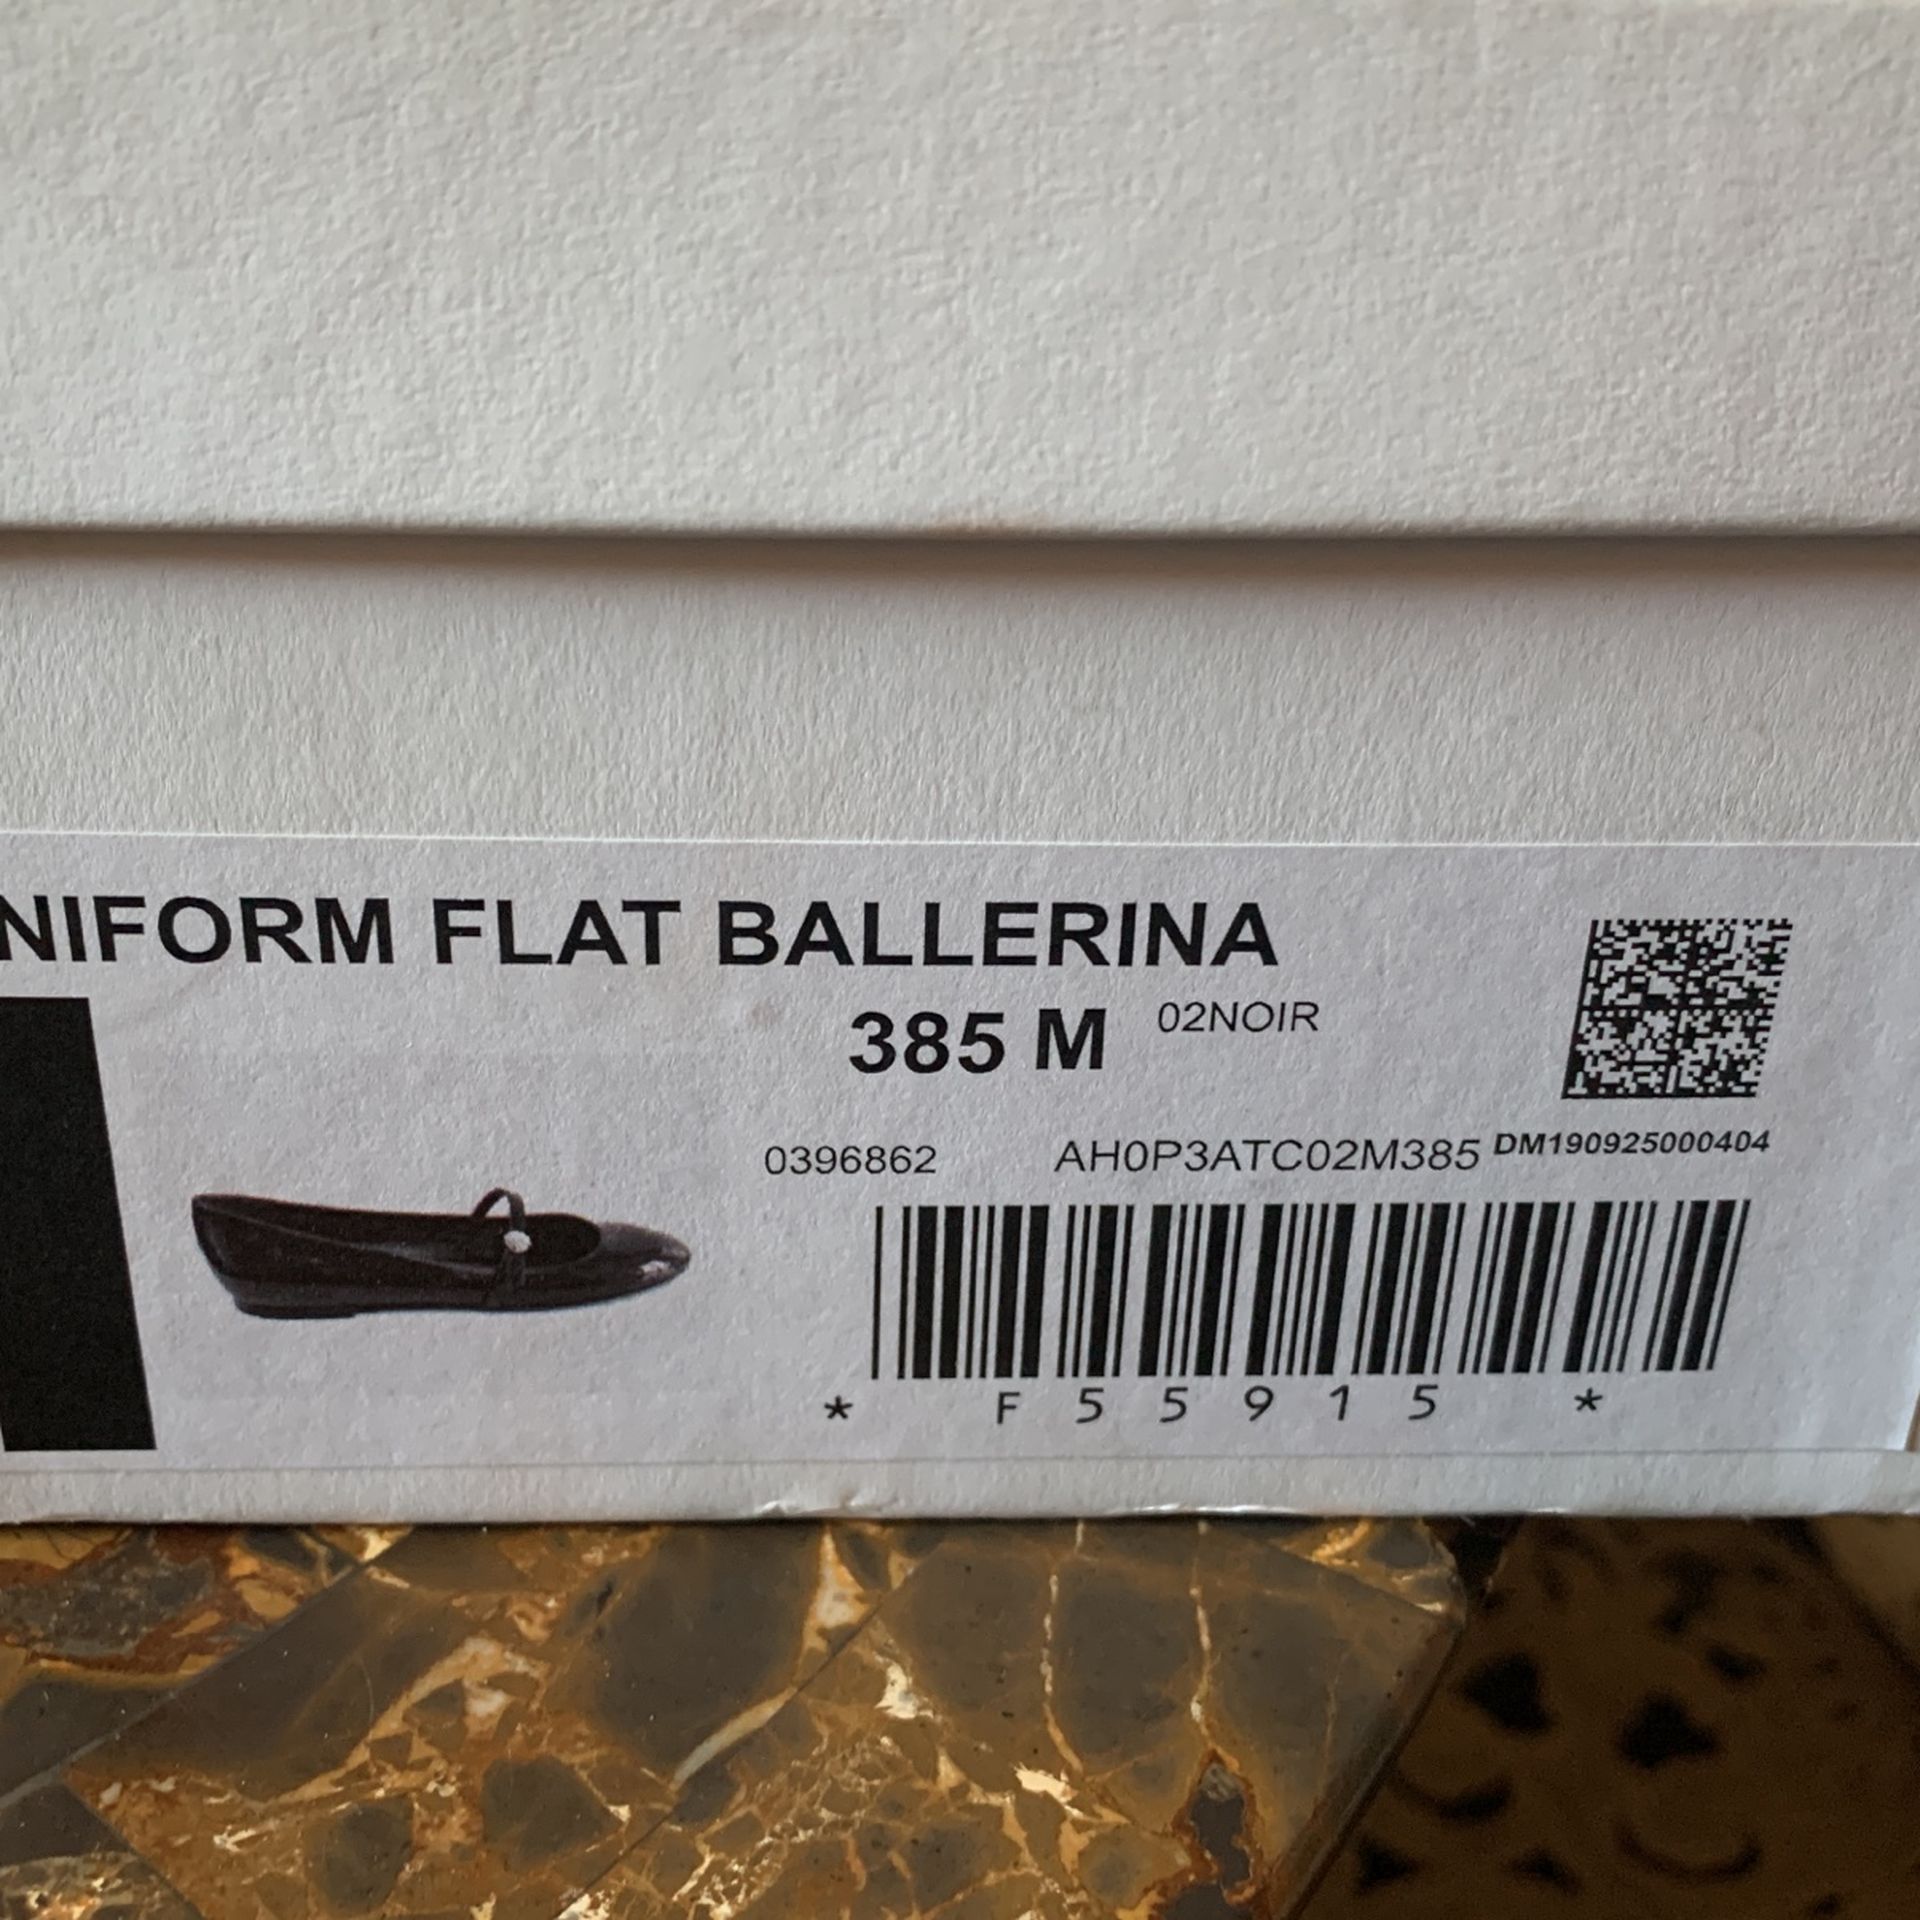 NIFORM FLAT BALLERINA
385 M 02NOIR
0396862 AH0P3ATC02M385 DM190925000404
* F55915 *